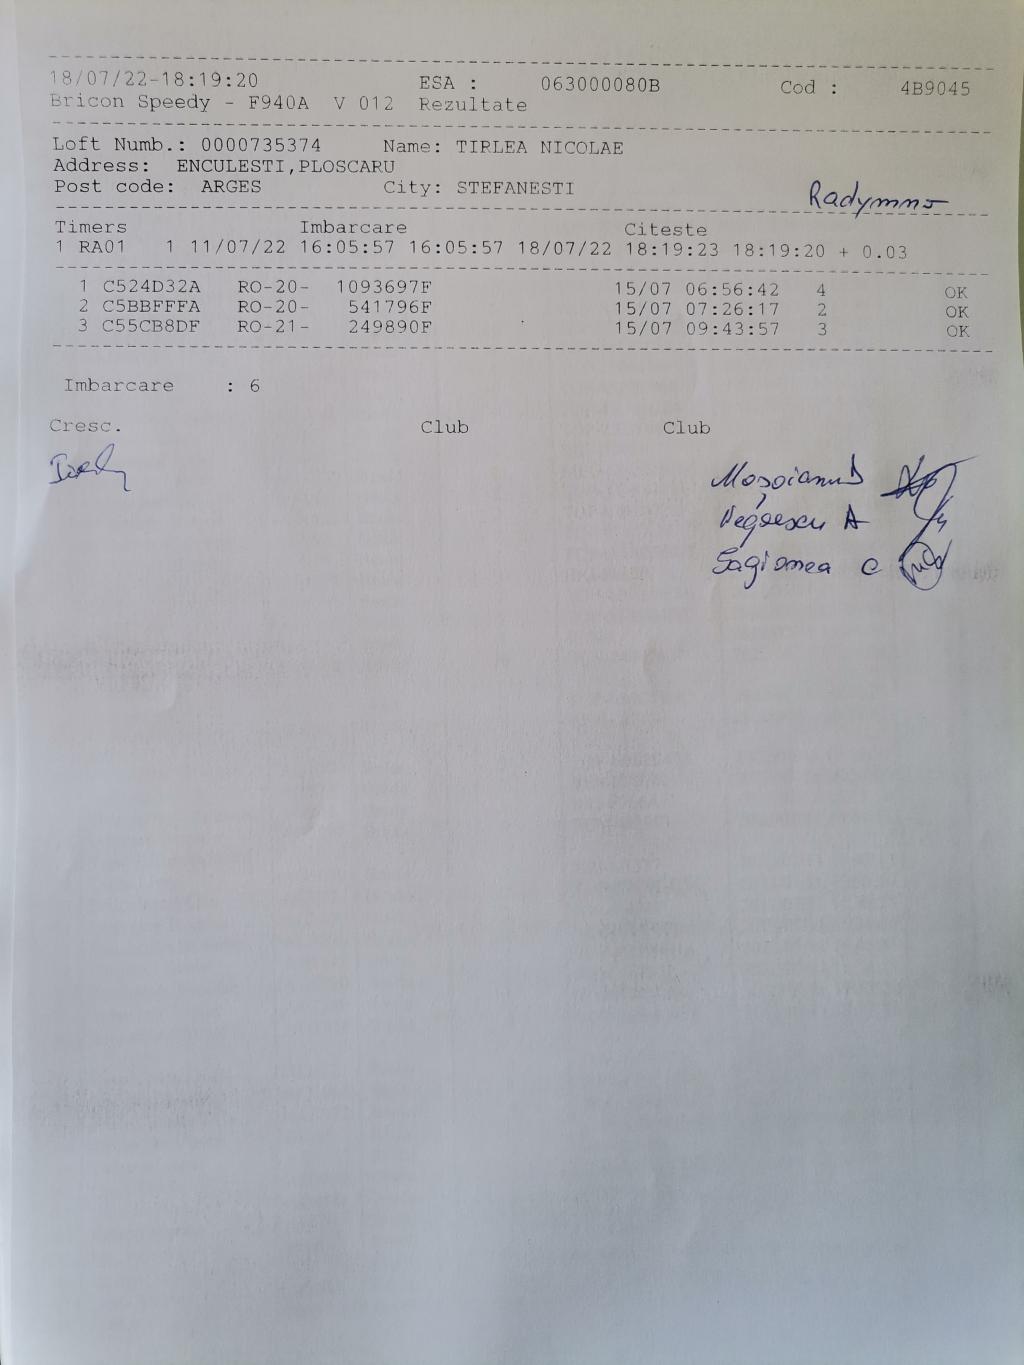 18/07/22-18:19:20 ESA : 063000080B Cod : 4B9045
Bricon Speedy - F940A V 012 Rezultate
Loft Numb.: 0000735374 Name: TIRLEA NICOLAE
Address: ENCULESTI,PLOSCARU
Post code: ARGES City: STEFANESTI
Radymno
Timers Imbarcare Citeste
1 RA01 1 11/07/22 16:05:57 16:05:57 18/07/22 18:19:23 18:19:20 + 0.03
1 C524D32A RO-20- 1093697F 15/07 06:56:42 4 OK
2 C5BBFFFA RO-20- 541796F 15/07 07:26:17 2 OK
3 C55CB8DF RO-21- 249890F 15/07 09:43:57 3 OK
Imbarcare : 6
Cresc. Club Club
Moșoianu D
Negoescu A
C